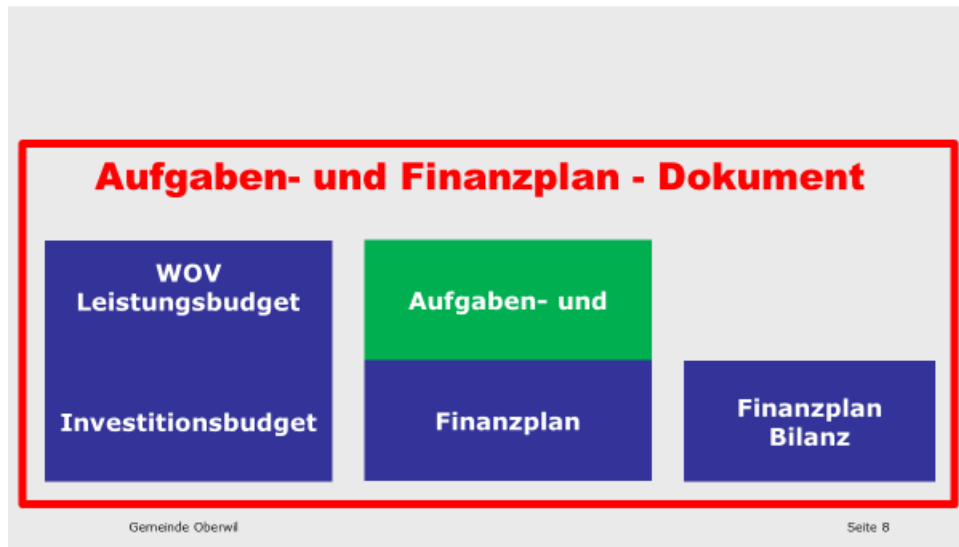 Aufgaben- und Finanzplan - Dokument
WOV
Leistungsbudget
Investitionsbudget
Aufgaben- und
Finanzplan
Finanzplan
Bilanz
Gemeinde Oberwil
Seite 8